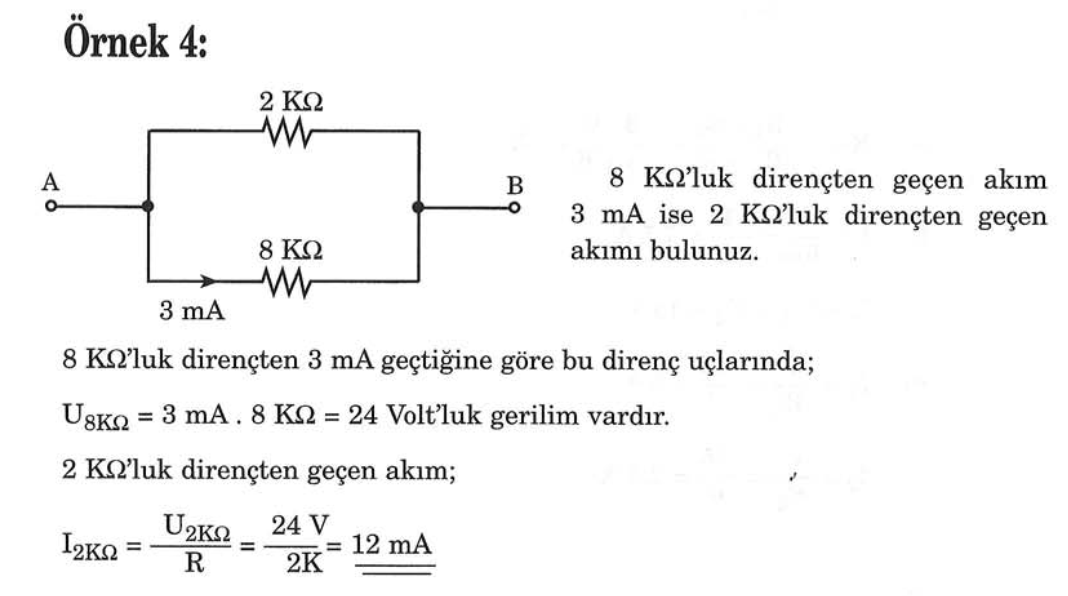 Örnek 4:
2 KΩ
A
B
8 KΩ
3 mA
8 KΩ'luk dirençten geçen akım
3 mA ise 2 KΩ'luk dirençten geçen
akımı bulunuz.
8 KΩ'luk dirençten 3 mA geçtiğine göre bu direnç uçlarında;
U8KΩ = 3 mA . 8 KΩ = 24 Volt'luk gerilim vardır.
2 KΩ'luk dirençten geçen akım;
I2KΩ = U2KΩ / R = 24 V / 2K = 12 mA